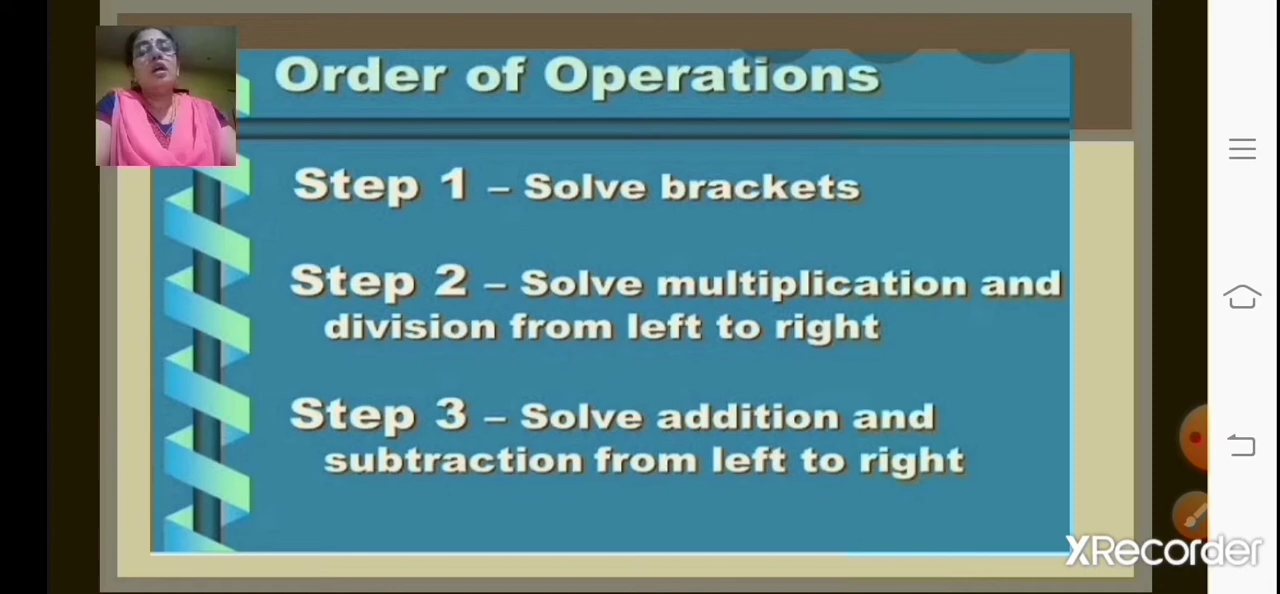 Order of Operations
Step 1 – Solve brackets
Step 2 – Solve multiplication and
division from left to right
Step 3 – Solve addition and
subtraction from left to right
XRecorder